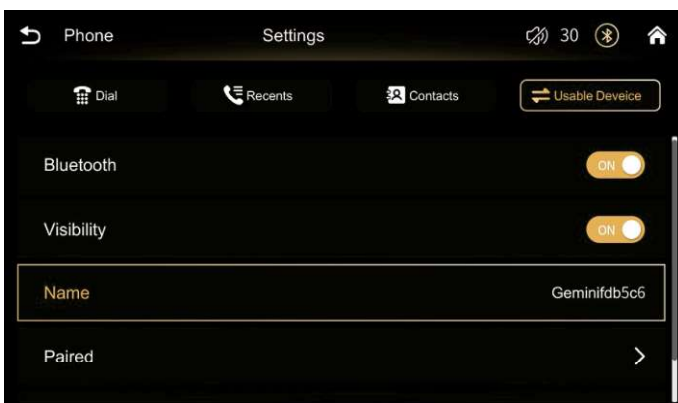 Phone Settings 30
Dial Recents Contacts Usable Deveice
Bluetooth ON
Visibility ON
Name Geminifdb5c6
Paired